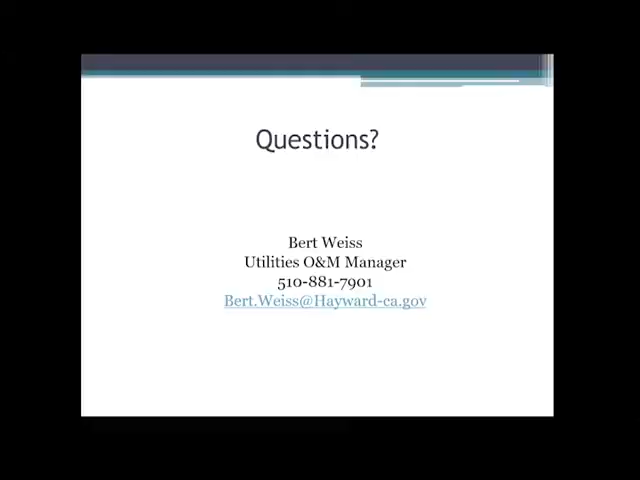 Questions?
Bert Weiss
Utilities O&M Manager
510-881-7901
Bert.Weiss@Hayward-ca.gov